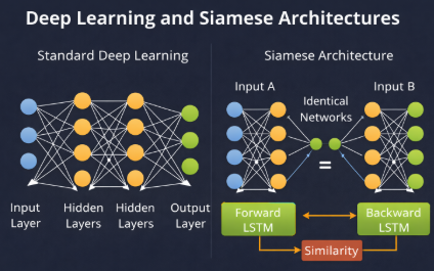 Deep Learning and Siamese Architectures
Standard Deep Learning
Siamese Architecture
Input A
Identical
Networks
Input B
=
Input
Layer
Hidden
Layers
Hidden
Layers
Output
Layer
Forward
LSTM
Backward
LSTM
Similarity